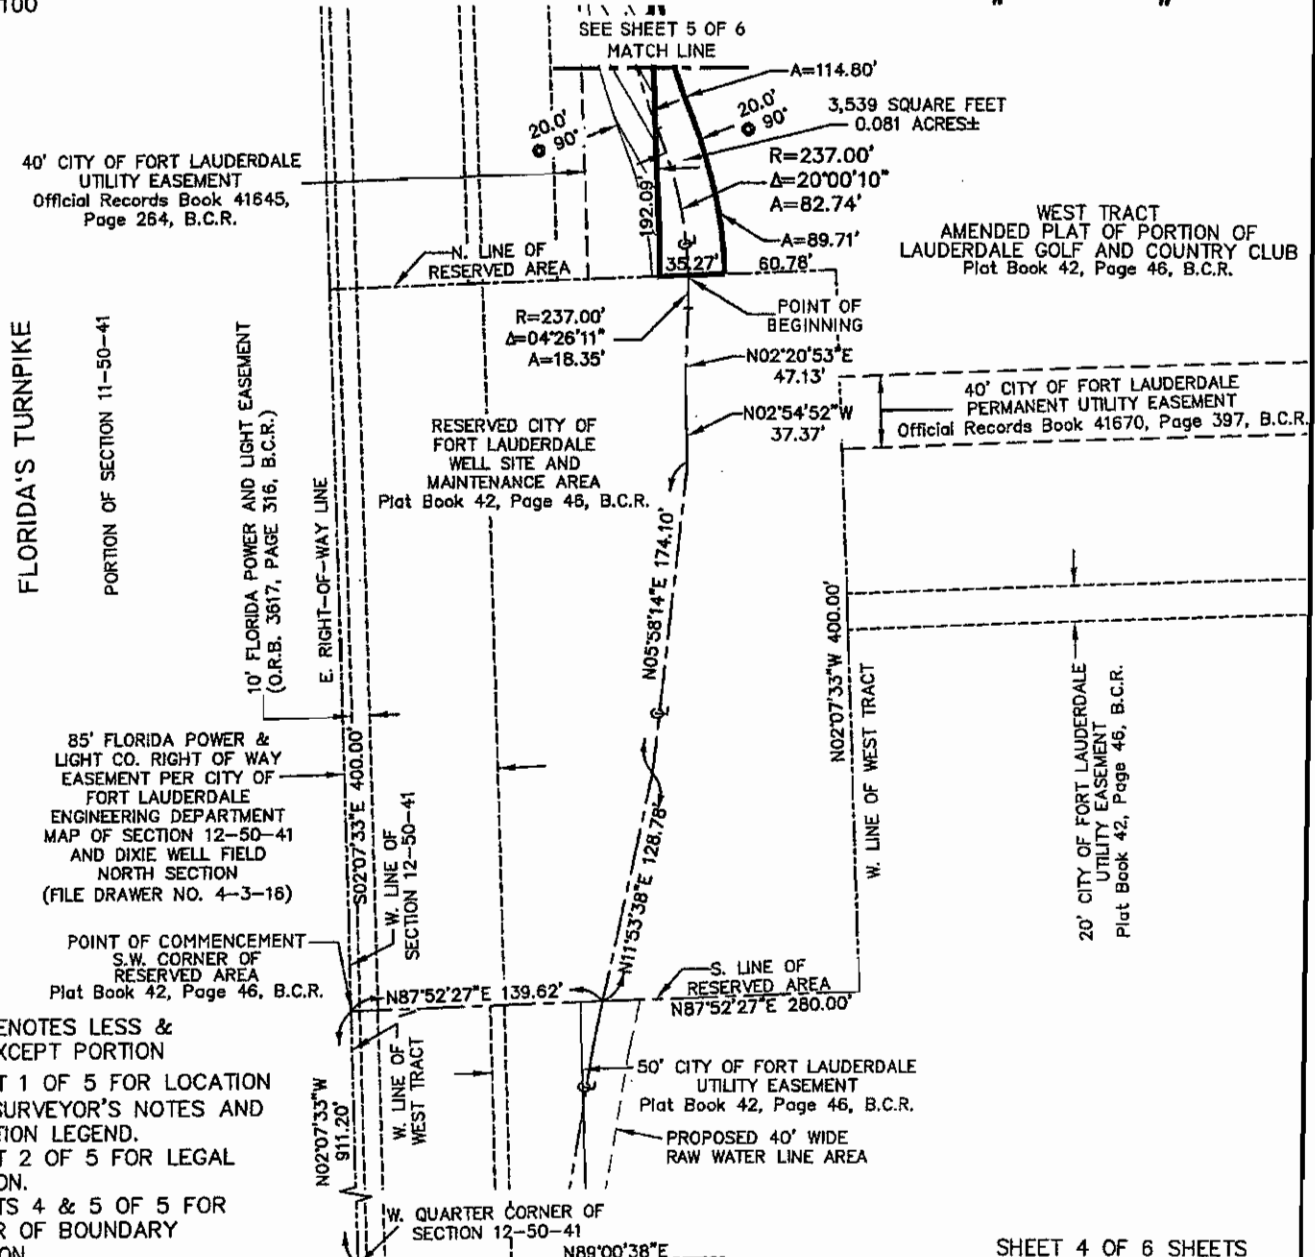 100
SEE SHEET 5 OF 6
MATCH LINE
A=114.80'
20.0'
@ 90°
20.0'
@ 90°
3,539 SQUARE FEET
0.081 ACRES±
R=237.00'
Δ=20°00'10"
A=82.74'
40' CITY OF FORT LAUDERDALE
UTILITY EASEMENT
Official Records Book 41645,
Page 264, B.C.R.
192.09'
WEST TRACT
AMENDED PLAT OF PORTION OF
LAUDERDALE GOLF AND COUNTRY CLUB
Plat Book 42, Page 46, B.C.R.
A=89.71'
N. LINE OF
RESERVED AREA
35.27'
60.78'
POINT OF
BEGINNING
R=237.00'
Δ=04°26'11"
A=18.35'
FLORIDA'S TURNPIKE
PORTION OF SECTION 11-50-41
10' FLORIDA POWER AND LIGHT EASEMENT
(O.R.B. 3617, PAGE 316, B.C.R.)
E. RIGHT-OF-WAY LINE
N02°20'53"E
47.13'
N02°54'52"W
37.37'
40' CITY OF FORT LAUDERDALE
PERMANENT UTILITY EASEMENT
Official Records Book 41670, Page 397, B.C.R.
RESERVED CITY OF
FORT LAUDERDALE
WELL SITE AND
MAINTENANCE AREA
Plat Book 42, Page 46, B.C.R.
N05°58'14"E 174.10'
N02°07'33"W 400.00'
W. LINE OF WEST TRACT
20' CITY OF FORT LAUDERDALE
UTILITY EASEMENT
Plat Book 42, Page 46, B.C.R.
85' FLORIDA POWER &
LIGHT CO. RIGHT OF WAY
EASEMENT PER CITY OF
FORT LAUDERDALE
ENGINEERING DEPARTMENT
MAP OF SECTION 12-50-41
AND DIXIE WELL FIELD
NORTH SECTION
(FILE DRAWER NO. 4-3-16)
S02°07'33"E 400.00'
W. LINE OF
SECTION 12-50-41
N11°53'38"E 128.78'
POINT OF COMMENCEMENT
S.W. CORNER OF
RESERVED AREA
Plat Book 42, Page 46, B.C.R.
N87°52'27"E 139.62'
S. LINE OF
RESERVED AREA
N87°52'27"E 280.00'
ENOTES LESS &
XCEPT PORTION
T 1 OF 5 FOR LOCATION
SURVEYOR'S NOTES AND
TION LEGEND.
T 2 OF 5 FOR LEGAL
ON.
TS 4 & 5 OF 5 FOR
R OF BOUNDARY
ON
N02°07'33"W
911.20'
W. LINE OF
WEST TRACT
50' CITY OF FORT LAUDERDALE
UTILITY EASEMENT
Plat Book 42, Page 46, B.C.R.
PROPOSED 40' WIDE
RAW WATER LINE AREA
W. QUARTER CORNER OF
SECTION 12-50-41
N89°00'38"E
SHEET 4 OF 6 SHEETS